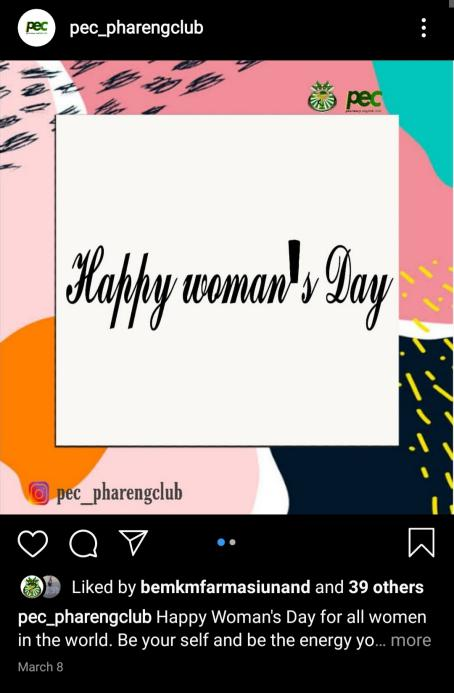 pec_pharengclub
pec
Happy woman's Day
pec_pharengclub
Liked by bemkmfarmasiunand and 39 others
pec_pharengclub Happy Woman's Day for all women
in the world. Be your self and be the energy yo... more
March 8